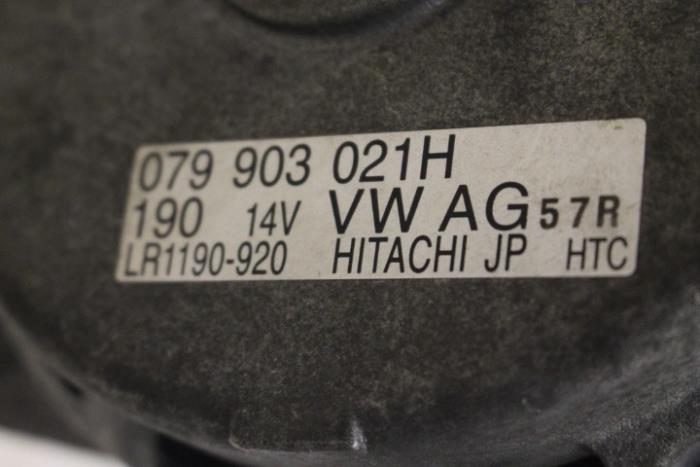 079 903 021H
190 14V VW AG 57R
LR1190-920 HITACHI JP HTC